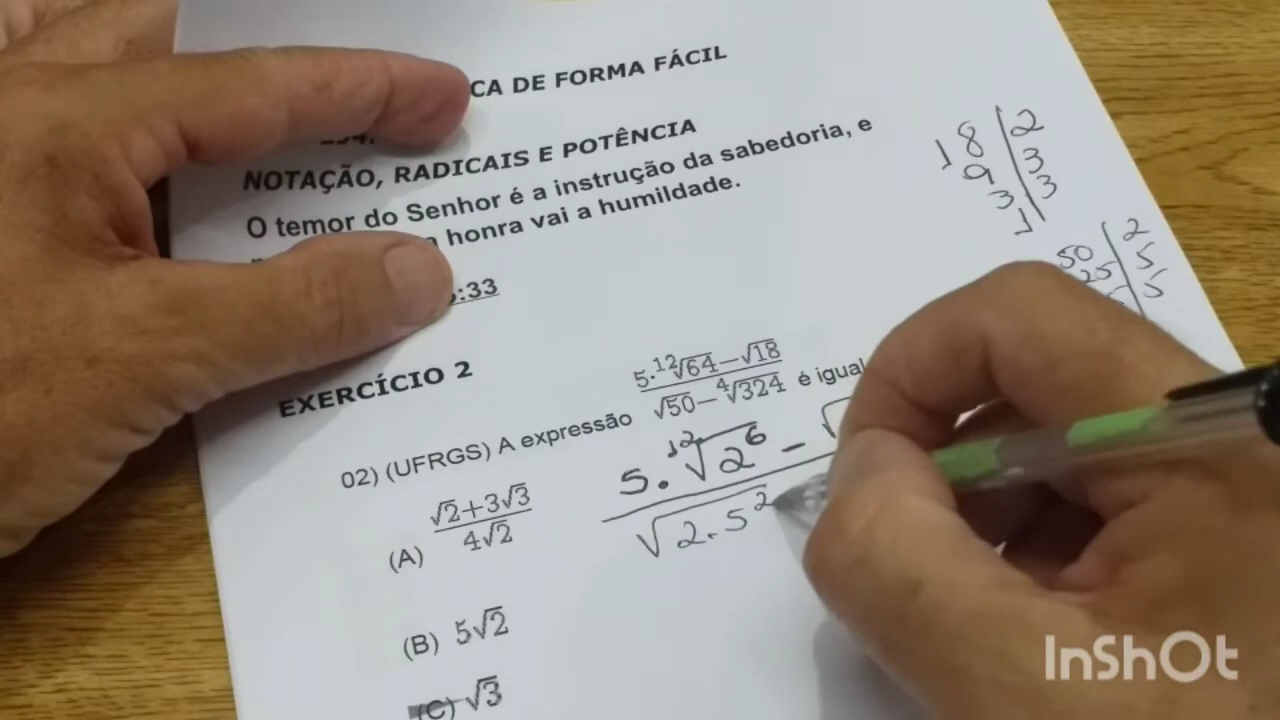 CA DE FORMA FÁCIL
NOTAÇÃO, RADICAIS E POTÊNCIA
O temor do Senhor é a instrução da sabedoria, e
honra vai a humildade.
:33
EXERCÍCIO 2
02) (UFRGS) A expressão (5·¹²√64 − √18)/(√50 − ⁴√324) é igual
(A) (√2+3√3)/(4√2)
(B) 5√2
(C) √3
5·¹²√2⁶ − √
√2.5²
18 | 2
9 | 3
3 | 3
1
50 | 2
25 | 5
5
InShOt